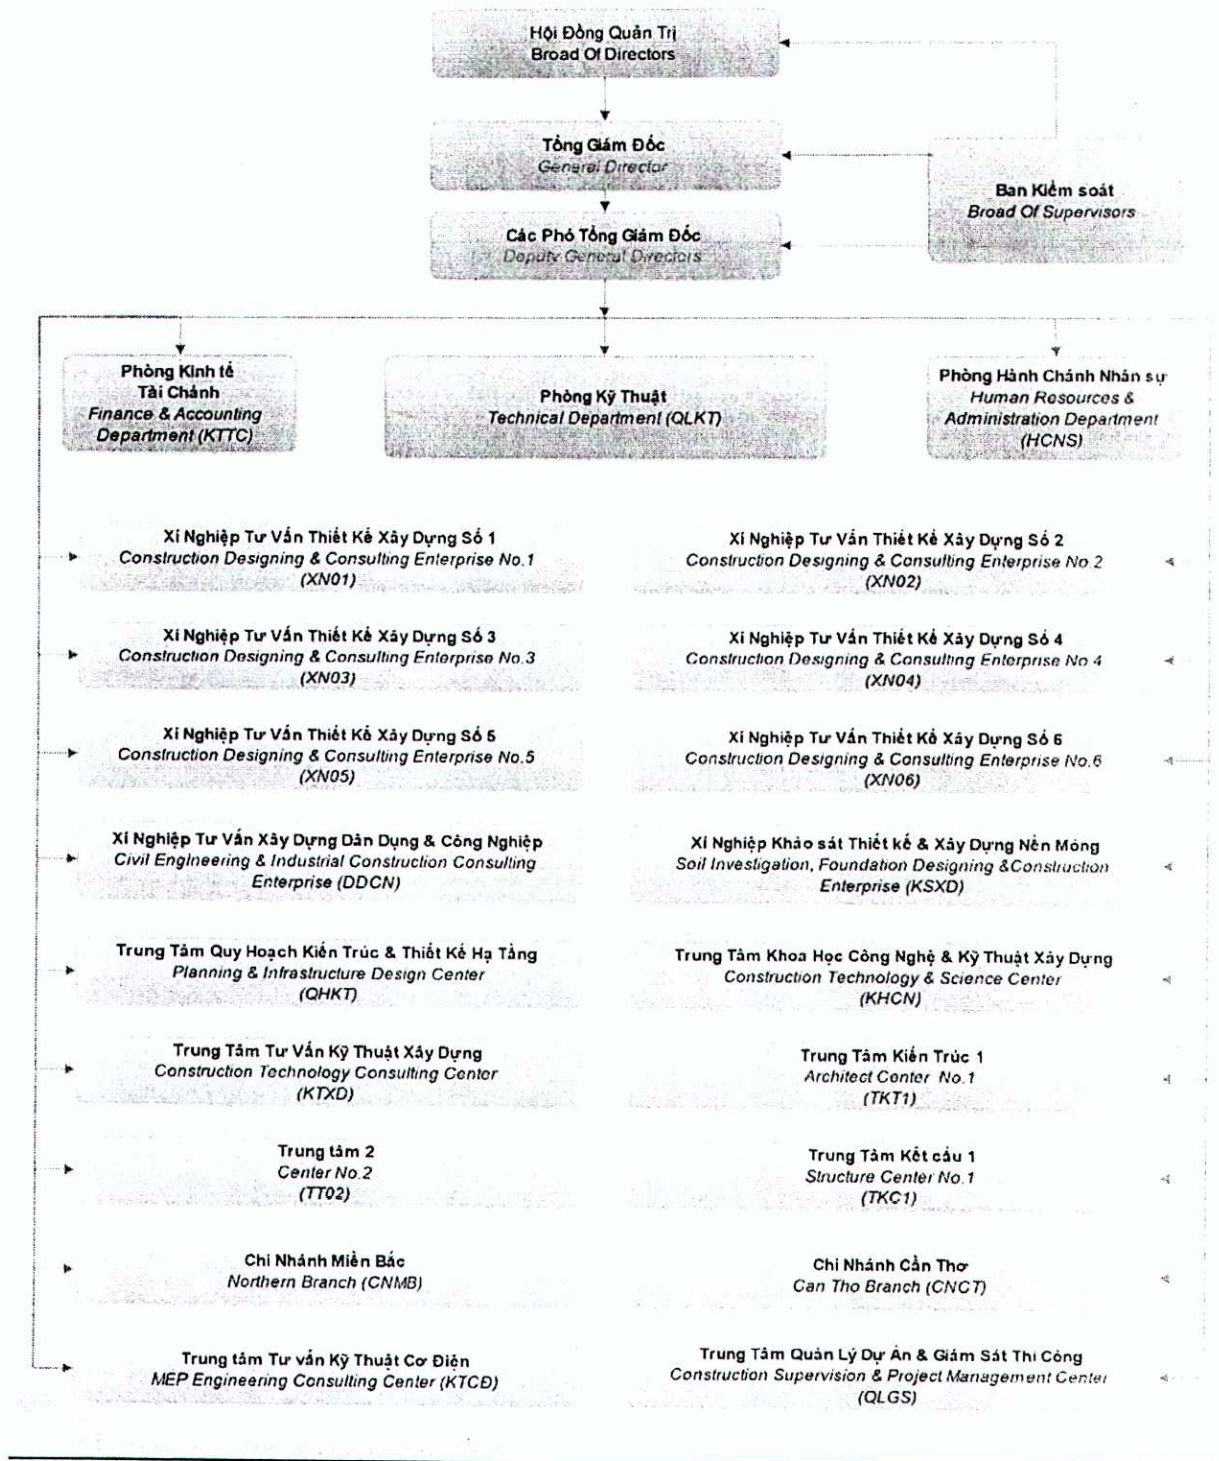 Hội Đồng Quản Trị
Broad Of Directors
Tổng Giám Đốc
General Director
Ban Kiểm soát
Broad Of Supervisors
Các Phó Tổng Giám Đốc
Deputy General Directors
Phòng Kinh tế
Tài Chánh
Finance & Accounting
Department (KTTC)
Phòng Kỹ Thuật
Technical Department (QLKT)
Phòng Hành Chánh Nhân sự
Human Resources &
Administration Department
(HCNS)
Xí Nghiệp Tư Vấn Thiết Kế Xây Dựng Số 1
Construction Designing & Consulting Enterprise No.1
(XN01)
Xí Nghiệp Tư Vấn Thiết Kế Xây Dựng Số 2
Construction Designing & Consulting Enterprise No.2
(XN02)
Xí Nghiệp Tư Vấn Thiết Kế Xây Dựng Số 3
Construction Designing & Consulting Enterprise No.3
(XN03)
Xí Nghiệp Tư Vấn Thiết Kế Xây Dựng Số 4
Construction Designing & Consulting Enterprise No.4
(XN04)
Xí Nghiệp Tư Vấn Thiết Kế Xây Dựng Số 5
Construction Designing & Consulting Enterprise No.5
(XN05)
Xí Nghiệp Tư Vấn Thiết Kế Xây Dựng Số 6
Construction Designing & Consulting Enterprise No.6
(XN06)
Xí Nghiệp Tư Vấn Xây Dựng Dân Dụng & Công Nghiệp
Civil Engineering & Industrial Construction Consulting
Enterprise (DDCN)
Xí Nghiệp Khảo sát Thiết kế & Xây Dựng Nền Móng
Soil Investigation, Foundation Designing &Construction
Enterprise (KSXD)
Trung Tâm Quy Hoạch Kiến Trúc & Thiết Kế Hạ Tầng
Planning & Infrastructure Design Center
(QHKT)
Trung Tâm Khoa Học Công Nghệ & Kỹ Thuật Xây Dựng
Construction Technology & Science Center
(KHCN)
Trung Tâm Tư Vấn Kỹ Thuật Xây Dựng
Construction Technology Consulting Center
(KTXD)
Trung Tâm Kiến Trúc 1
Architect Center No.1
(TKT1)
Trung tâm 2
Center No.2
(TT02)
Trung Tâm Kết cấu 1
Structure Center No.1
(TKC1)
Chi Nhánh Miền Bắc
Northern Branch (CNMB)
Chi Nhánh Cần Thơ
Can Tho Branch (CNCT)
Trung tâm Tư vấn Kỹ Thuật Cơ Điện
MEP Engineering Consulting Center (KTCĐ)
Trung Tâm Quản Lý Dự Án & Giám Sát Thi Công
Construction Supervision & Project Management Center
(QLGS)